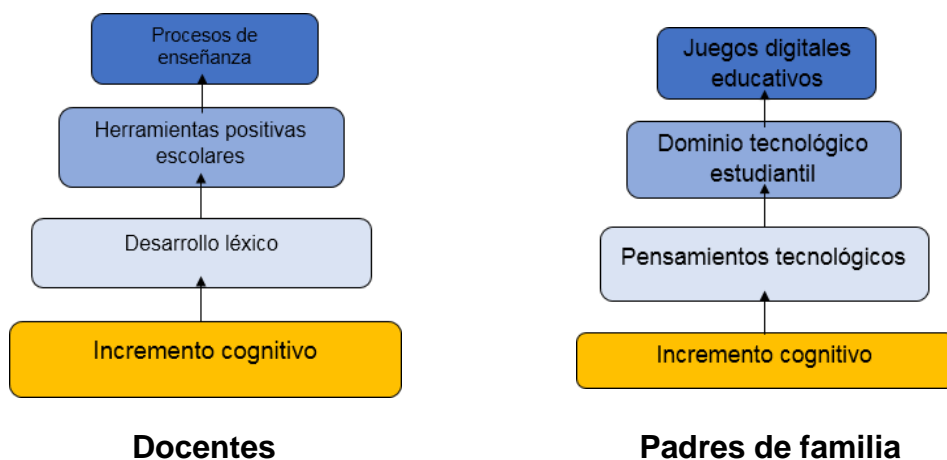 Procesos de
enseñanza
Herramientas positivas
escolares
Desarrollo léxico
Incremento cognitivo
Docentes
Juegos digitales
educativos
Dominio tecnológico
estudiantil
Pensamientos tecnológicos
Incremento cognitivo
Padres de familia